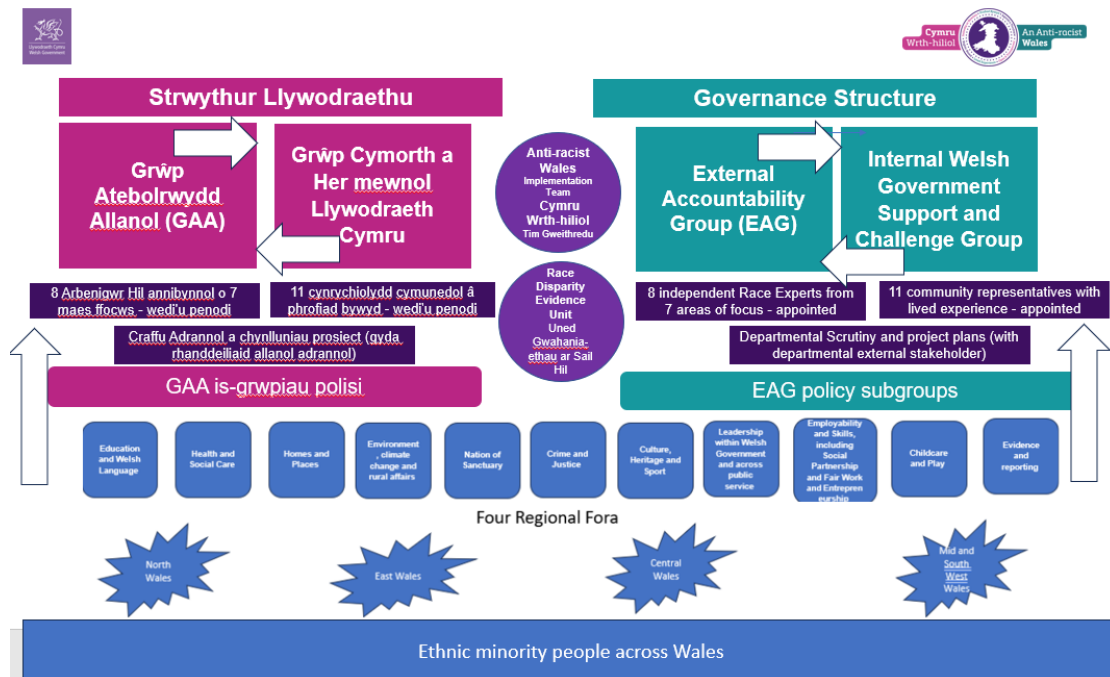 Llywodraeth Cymru
Welsh Government
Cymru
Wrth-hiliol
An Anti-racist
Wales
Strwythur Llywodraethu
Governance Structure
Grŵp
Atebolrwydd
Allanol (GAA)
Grŵp Cymorth a
Her mewnol
Llywodraeth
Cymru
Anti-racist
Wales
Implementation
Team
Cymru
Wrth-hiliol
Tim Gweithredu
External
Accountability
Group (EAG)
Internal Welsh
Government
Support and
Challenge Group
Race
Disparity
Evidence
Unit
Uned
Gwahania-
ethau ar Sail
Hil
8 Arbenigwr Hil annibynnol o 7
maes ffocws - wedi'u penodi
11 cynrychiolydd cymunedol â
phrofiad bywyd - wedi'u penodi
8 independent Race Experts from
7 areas of focus - appointed
11 community representatives with
lived experience - appointed
Craffu Adrannol a chynlluniau prosiect (gyda
rhanddeiliaid allanol adrannol)
Departmental Scrutiny and project plans (with
departmental external stakeholder)
GAA is-grwpiau polisi
EAG policy subgroups
Education
and Welsh
Language
Health and
Social Care
Homes and
Places
Environment
, climate
change and
rural affairs
Nation of
Sanctuary
Crime and
Justice
Culture,
Heritage and
Sport
Leadership
within Welsh
Government
and across
public
service
Employability
and Skills,
including
Social
Partnership
and Fair Work
and Entrepren
eurship
Childcare
and Play
Evidence
and
reporting
Four Regional Fora
North
Wales
East Wales
Central
Wales
Mid and
South
West
Wales
Ethnic minority people across Wales